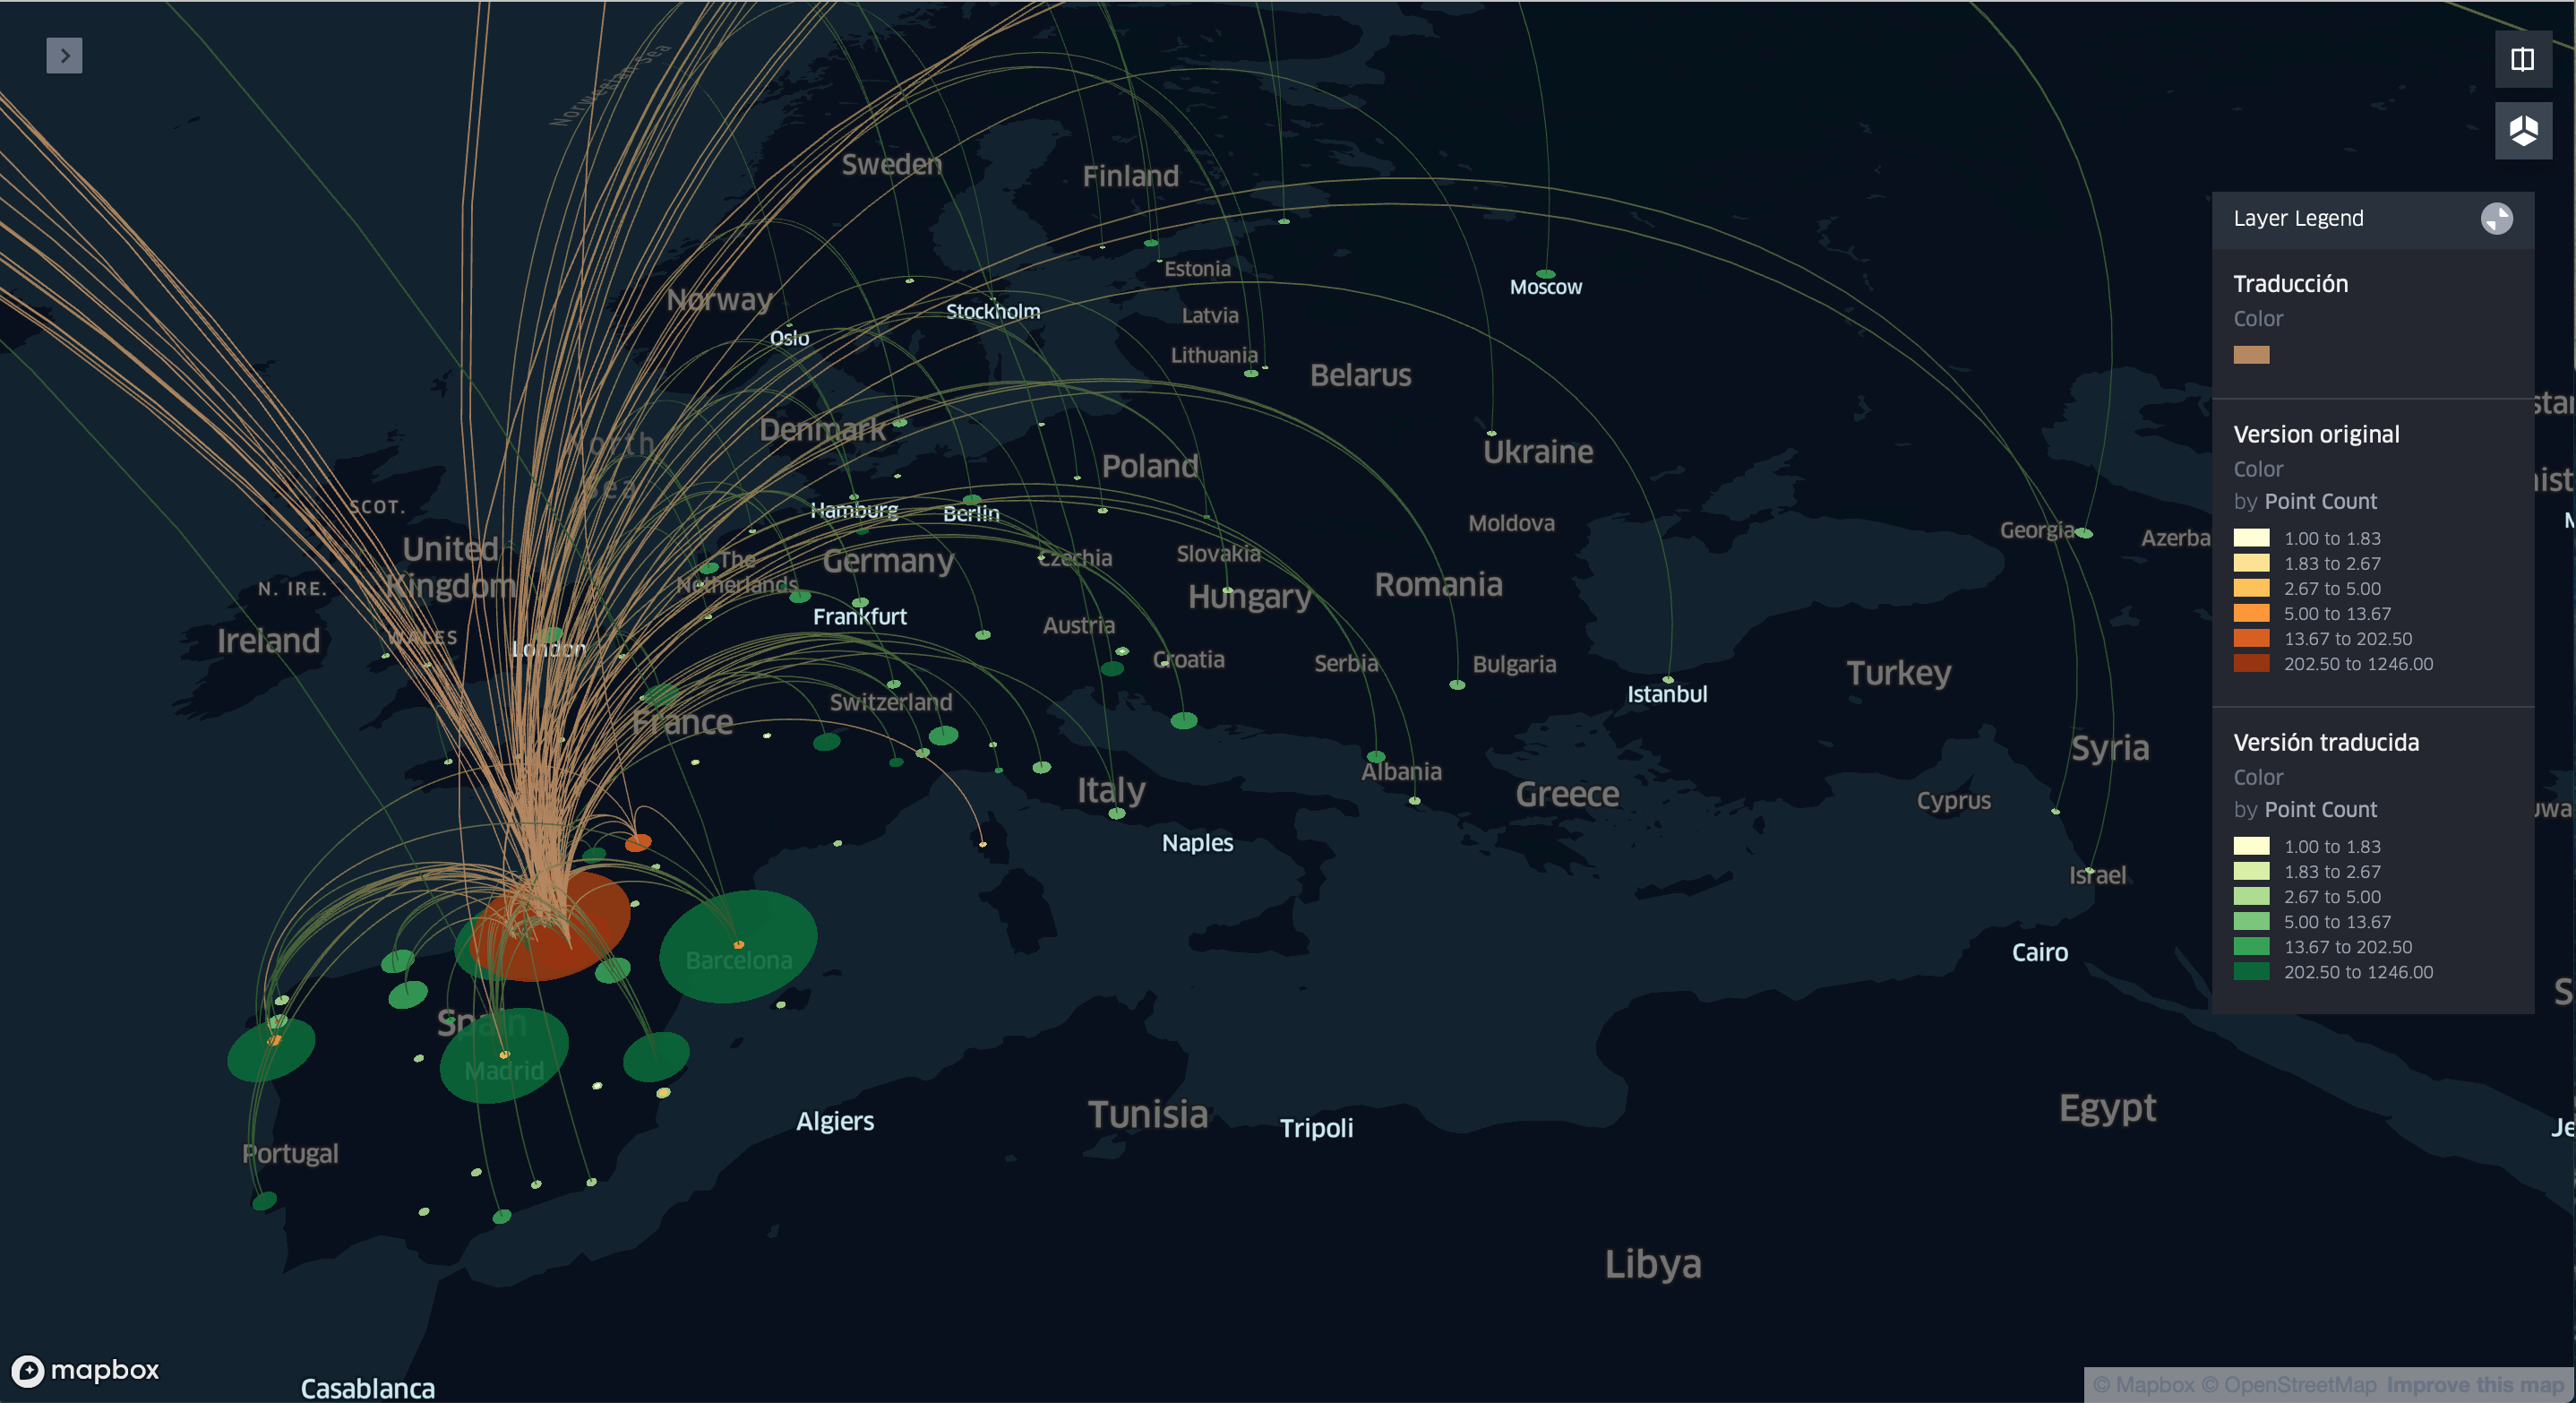 Norwegian Sea
Sweden
Finland
Layer Legend
Traducción
Color
Version original
Color
by Point Count
1.00 to 1.83
1.83 to 2.67
2.67 to 5.00
5.00 to 13.67
13.67 to 202.50
202.50 to 1246.00
Versión traducida
Color
by Point Count
1.00 to 1.83
1.83 to 2.67
2.67 to 5.00
5.00 to 13.67
13.67 to 202.50
202.50 to 1246.00
Estonia
Moscow
Norway
Stockholm
Latvia
Oslo
Lithuania
Belarus
Denmark
North
Sea
Poland
Ukraine
SCOT.
Hamburg
Berlin
Moldova
Georgia
Azerba
United
Kingdom
The
Netherlands
Germany
Czechia
Slovakia
N. IRE.
Hungary
Romania
Frankfurt
Ireland
WALES
London
Austria
Croatia
Serbia
Bulgaria
Turkey
Istanbul
France
Switzerland
Syria
Albania
Italy
Greece
Cyprus
Naples
Israel
Barcelona
Cairo
Spain
Madrid
Algiers
Tunisia
Tripoli
Egypt
Je
Portugal
Libya
mapbox
Casablanca
© Mapbox © OpenStreetMap Improve this map